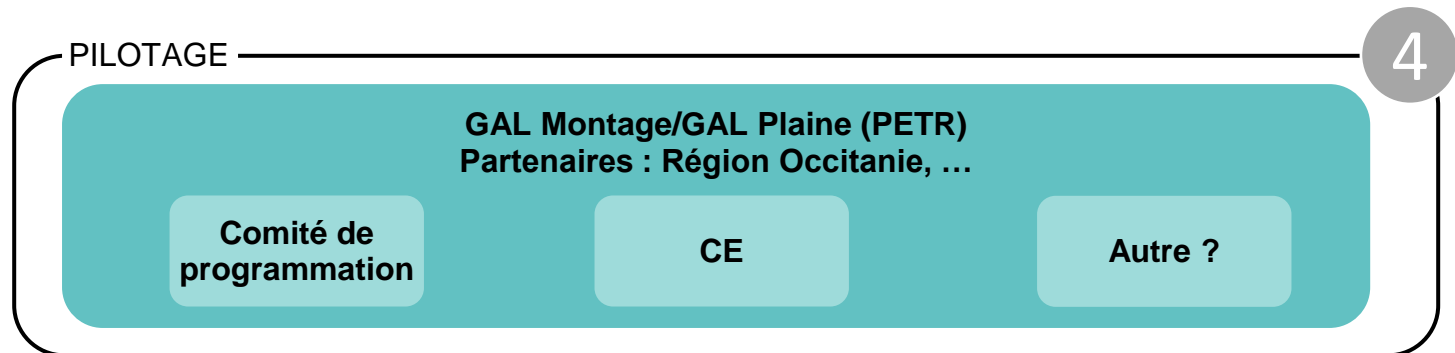 PILOTAGE
4
GAL Montage/GAL Plaine (PETR)
Partenaires : Région Occitanie, …
Comité de
programmation
CE
Autre ?